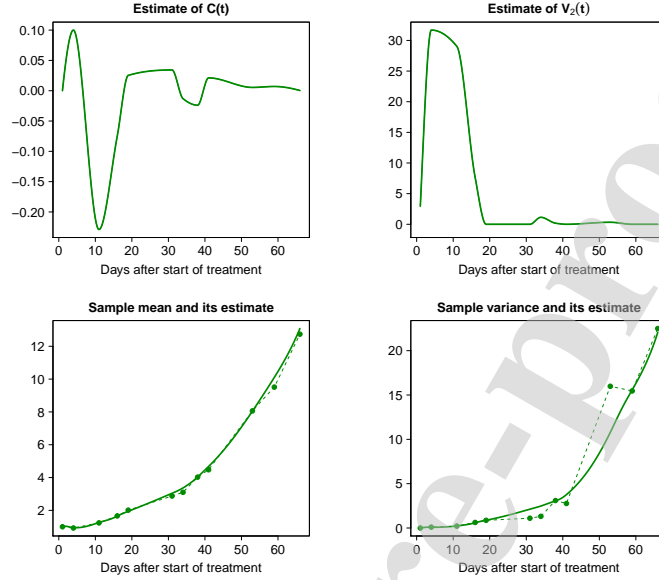 Estimate of C(t)
0.10
0.05
0.00
−0.05
−0.10
−0.15
−0.20
0 10 20 30 40 50 60
Days after start of treatment
Estimate of V₂(t)
30
25
20
15
10
5
0
0 10 20 30 40 50 60
Days after start of treatment
Sample mean and its estimate
12
10
8
6
4
2
0 10 20 30 40 50 60
Days after start of treatment
Sample variance and its estimate
20
15
10
5
0
0 10 20 30 40 50 60
Days after start of treatment
re-pro